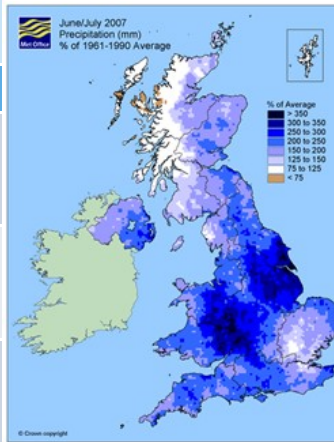 Met Office
June/July 2007
Precipitation (mm)
% of 1961-1990 Average
% of Average
> 350
300 to 350
250 to 300
200 to 250
150 to 200
125 to 150
75 to 125
< 75
© Crown copyright